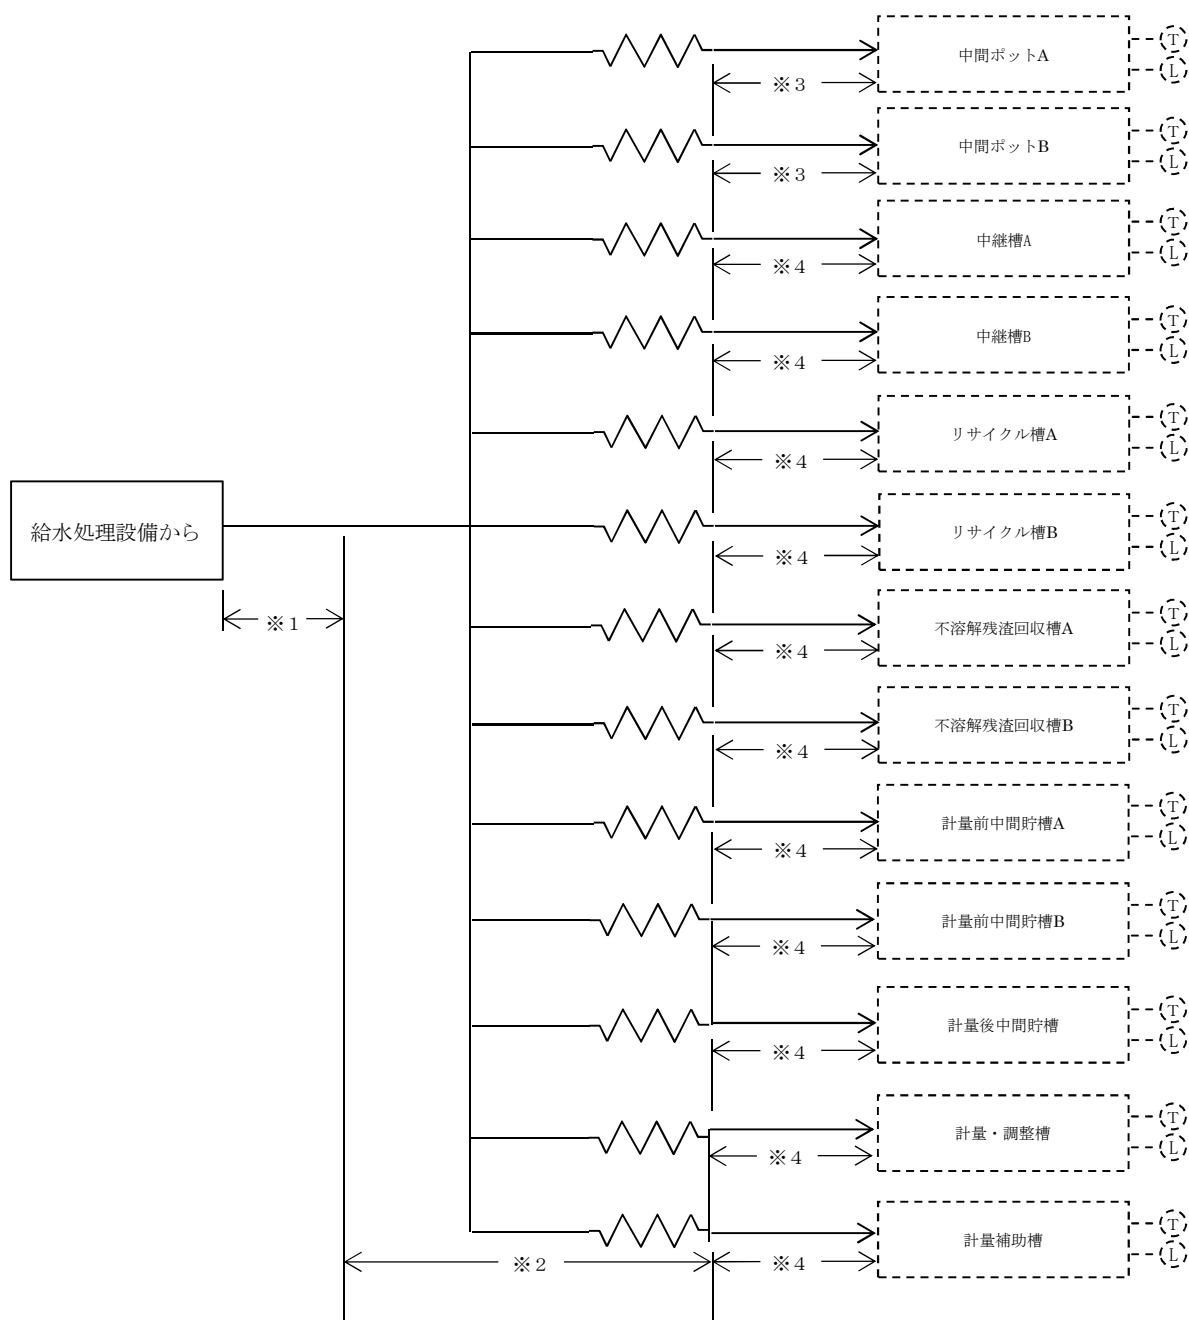 中間ポットA
T
L
※3
中間ポットB
T
L
※3
中継槽A
T
L
※4
中継槽B
T
L
※4
リサイクル槽A
T
L
※4
給水処理設備から
リサイクル槽B
T
L
※4
※1
不溶解残渣回収槽A
T
L
※4
不溶解残渣回収槽B
T
L
※4
計量前中間貯槽A
T
L
※4
計量前中間貯槽B
T
L
※4
計量後中間貯槽
T
L
※4
計量・調整槽
T
L
※4
計量補助槽
T
L
※2
※4